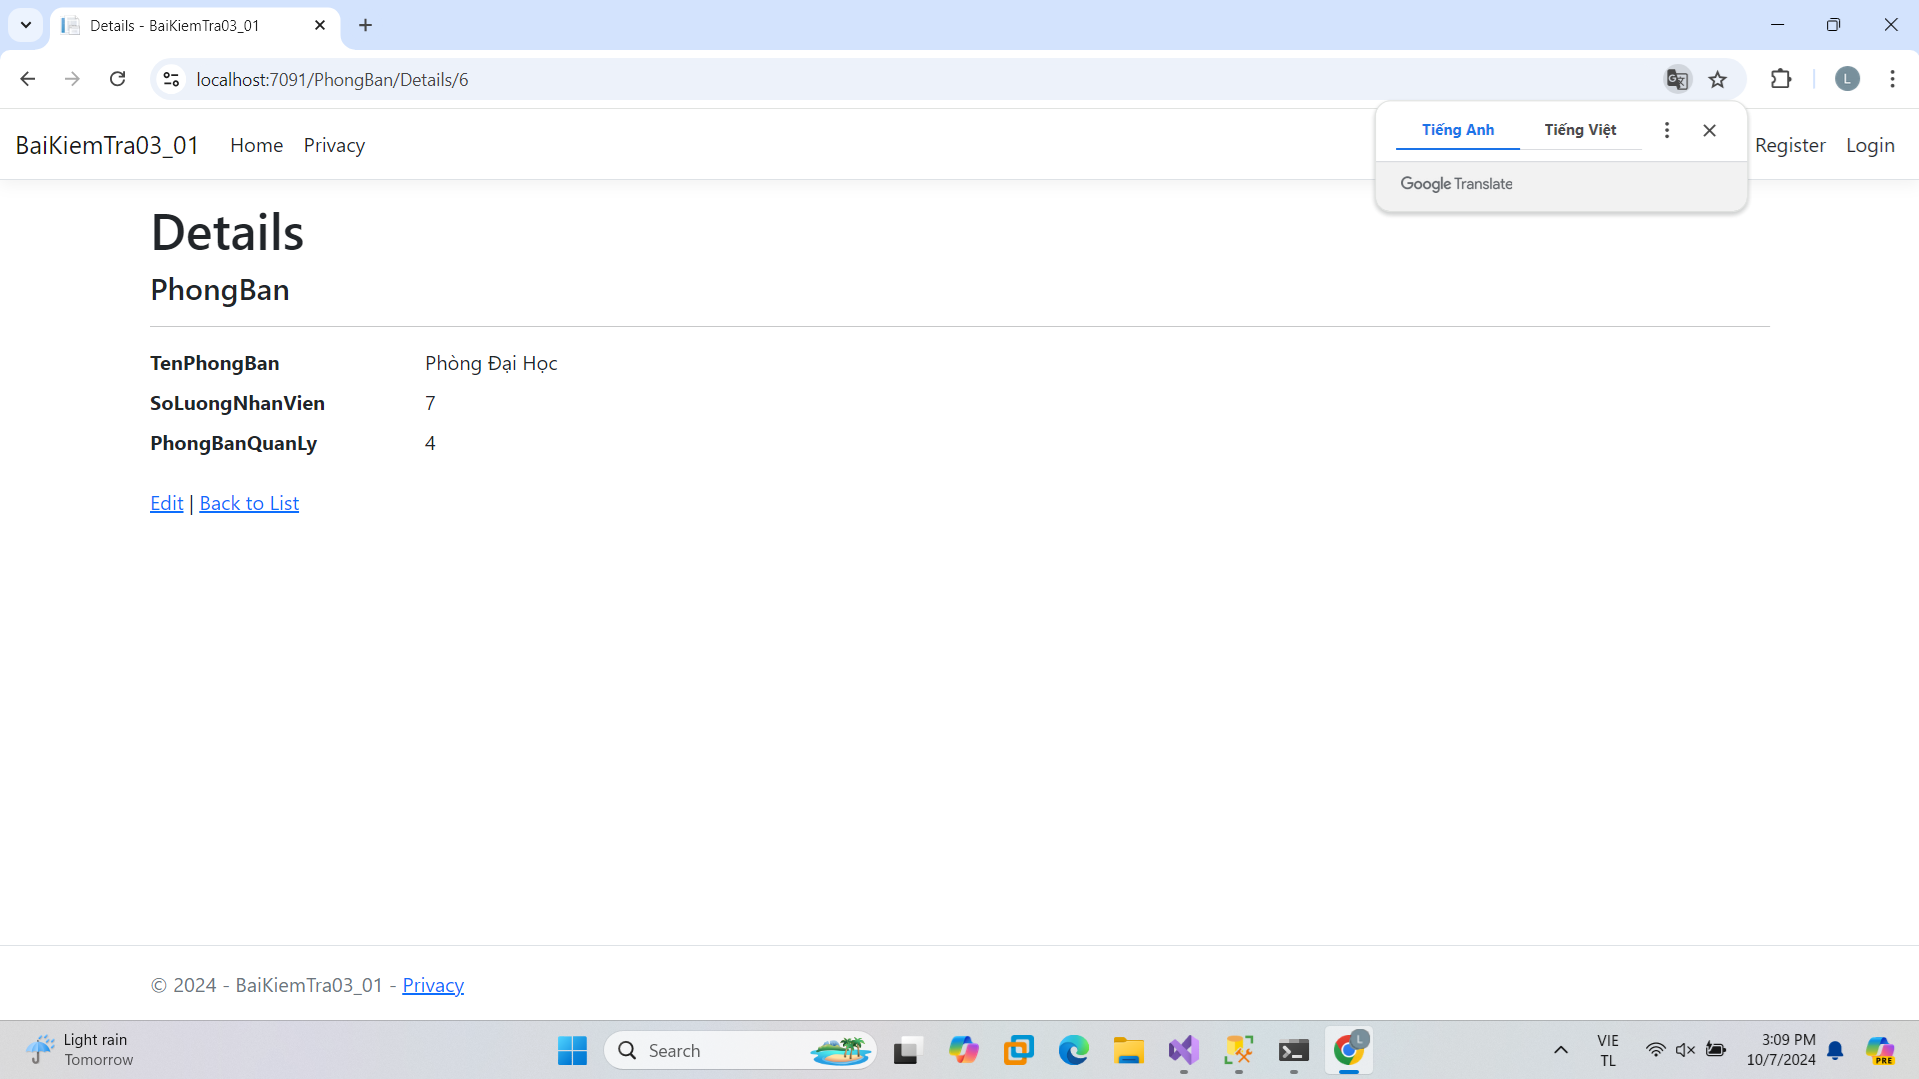 Details - BaiKiemTra03_01
localhost:7091/PhongBan/Details/6
L
Tiếng Anh Tiếng Việt
Google Translate
BaiKiemTra03_01 Home Privacy Register Login
Details
PhongBan
TenPhongBan Phòng Đại Học
SoLuongNhanVien 7
PhongBanQuanLy 4
Edit | Back to List
© 2024 - BaiKiemTra03_01 - Privacy
Light rain
Tomorrow
Search
L
VIE
TL
3:09 PM
10/7/2024
PRE